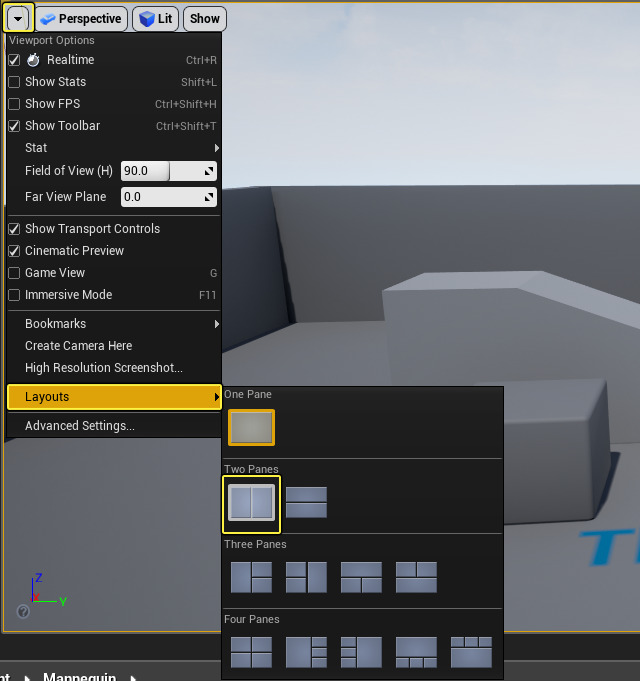 Perspective Lit Show
Viewport Options
Realtime Ctrl+R
Show Stats Shift+L
Show FPS Ctrl+Shift+H
Show Toolbar Ctrl+Shift+T
Stat
Field of View (H) 90.0
Far View Plane 0.0
Show Transport Controls
Cinematic Preview
Game View G
Immersive Mode F11
Bookmarks
Create Camera Here
High Resolution Screenshot...
Layouts
One Pane
Advanced Settings...
Two Panes
Three Panes
Z
X
Y
?
Four Panes
Mannequin